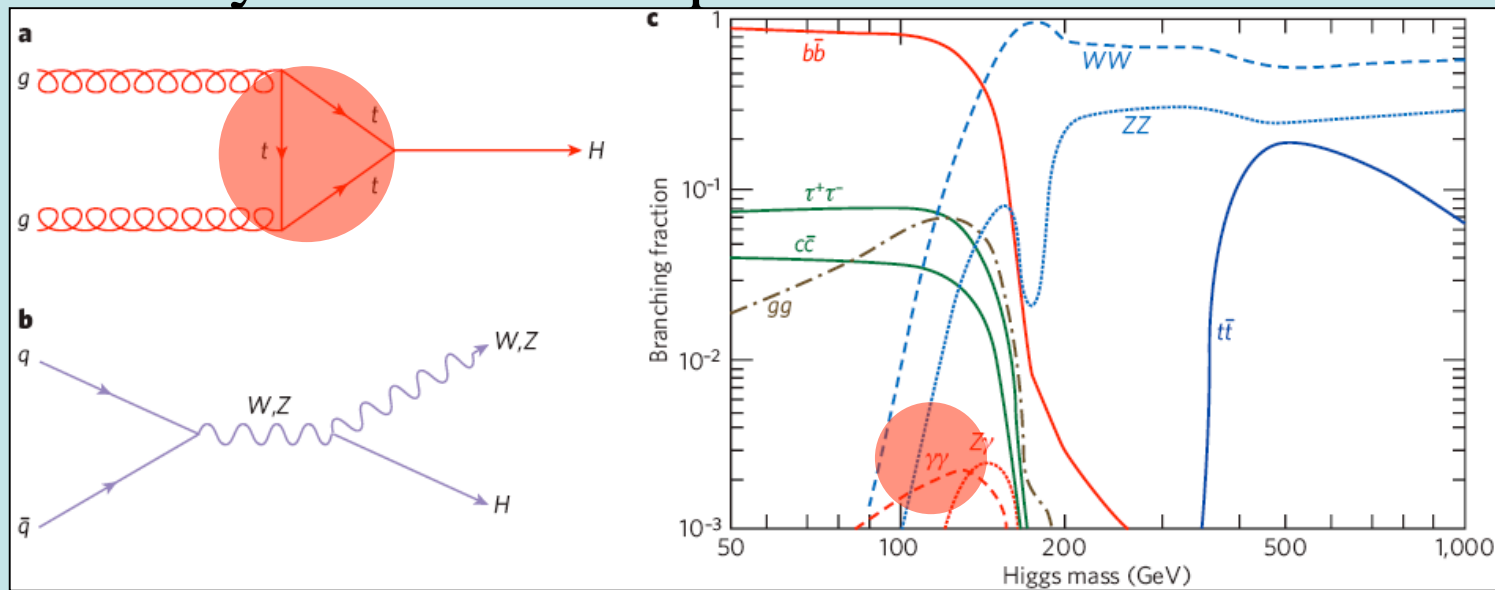 a
g
t
t
t
g
H
b
q
W,Z
W,Z
q̄
H
c
Branching fraction
1
10⁻¹
10⁻²
10⁻³
bb̄
WW
ZZ
τ⁺τ⁻
cc̄
gg
tt̄
γγ
Zγ
50 100 200 500 1,000
Higgs mass (GeV)